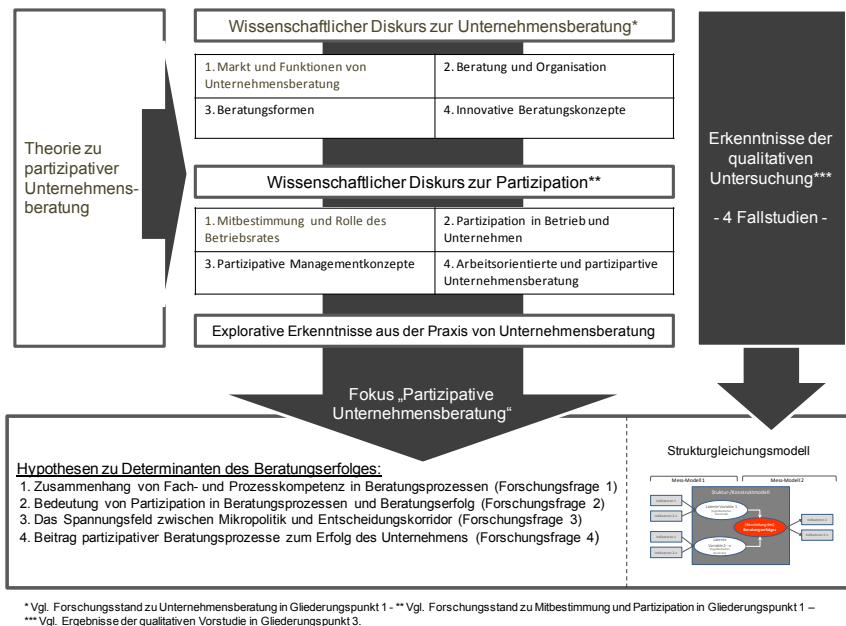 Wissenschaftlicher Diskurs zur Unternehmensberatung*
1. Markt und Funktionen von
Unternehmensberatung
2. Beratung und Organisation
3. Beratungsformen
4. Innovative Beratungskonzepte
Theorie zu
partizipativer
Unternehmens-
beratung
Wissenschaftlicher Diskurs zur Partizipation**
1. Mitbestimmung und Rolle des
Betriebsrates
2. Partizipation in Betrieb und
Unternehmen
3. Partizipative Managementkonzepte
4. Arbeitsorientierte und partizipartive
Unternehmensberatung
Explorative Erkenntnisse aus der Praxis von Unternehmensberatung
Erkenntnisse der
qualitativen
Untersuchung***
- 4 Fallstudien -
Fokus „Partizipative
Unternehmensberatung“
Hypothesen zu Determinanten des Beratungserfolges:
1. Zusammenhang von Fach- und Prozesskompetenz in Beratungsprozessen (Forschungsfrage 1)
2. Bedeutung von Partizipation in Beratungsprozessen und Beratungserfolg (Forschungsfrage 2)
3. Das Spannungsfeld zwischen Mikropolitik und Entscheidungskorridor (Forschungsfrage 3)
4. Beitrag partizipativer Beratungsprozesse zum Erfolg des Unternehmens (Forschungsfrage 4)
Strukturgleichungsmodell
Mess-Modell 1
Mess-Modell 2
Latente Variable 1
Beratungserfolges
Latente
* Vgl. Forschungsstand zu Unternehmensberatung in Gliederungspunkt 1 - ** Vgl. Forschungsstand zu Mitbestimmung und Partizipation in Gliederungspunkt 1 –
*** Vgl. Ergebnisse der qualitativen Vorstudie in Gliederungspunkt 3.